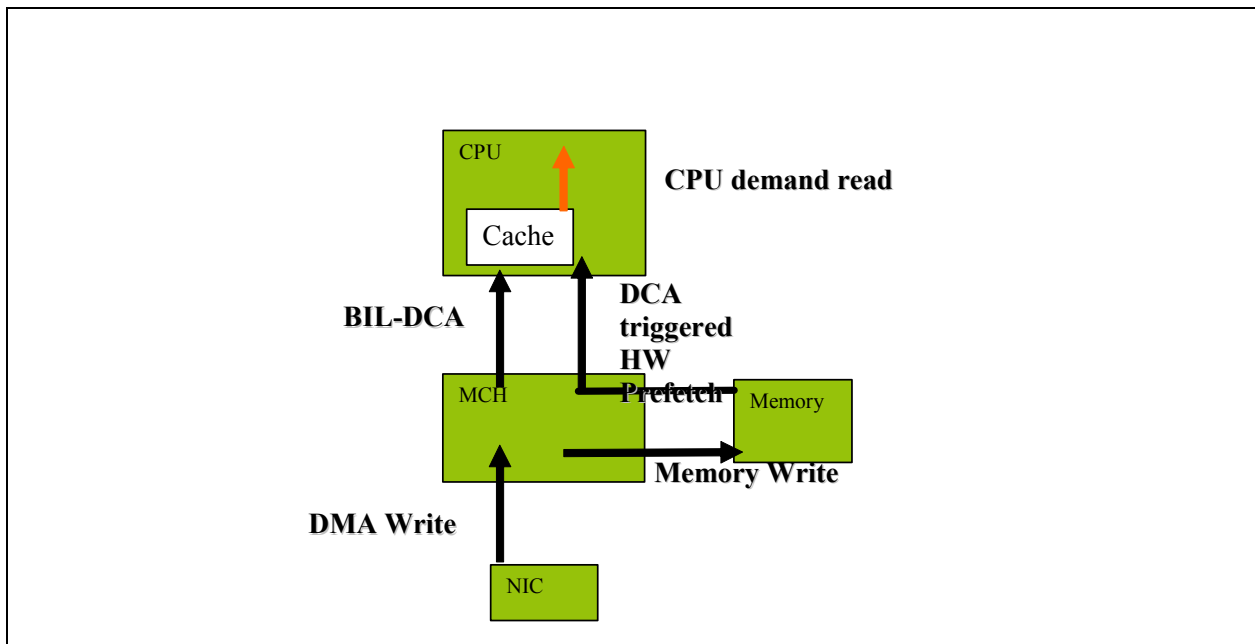 CPU
CPU demand read
Cache
BIL-DCA
DCA
triggered
HW
Prefetch
MCH
Memory
Memory Write
DMA Write
NIC